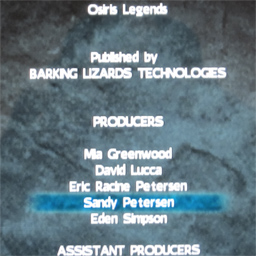 Osiris Legends
Published by
BARKING LIZARDS TECHNOLOGIES
PRODUCERS
Mia Greenwood
David Lucca
Eric Racine Petersen
Sandy Petersen
Eden Simpson
ASSISTANT PRODUCERS